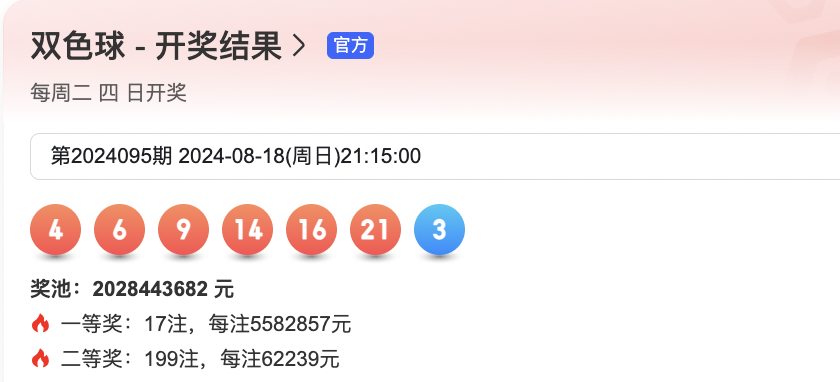 双色球 - 开奖结果 > 官方
每周二 四 日开奖
第2024095期 2024-08-18(周日)21:15:00
4 6 9 14 16 21 3
奖池：2028443682 元
一等奖：17注，每注5582857元
二等奖：199注，每注62239元